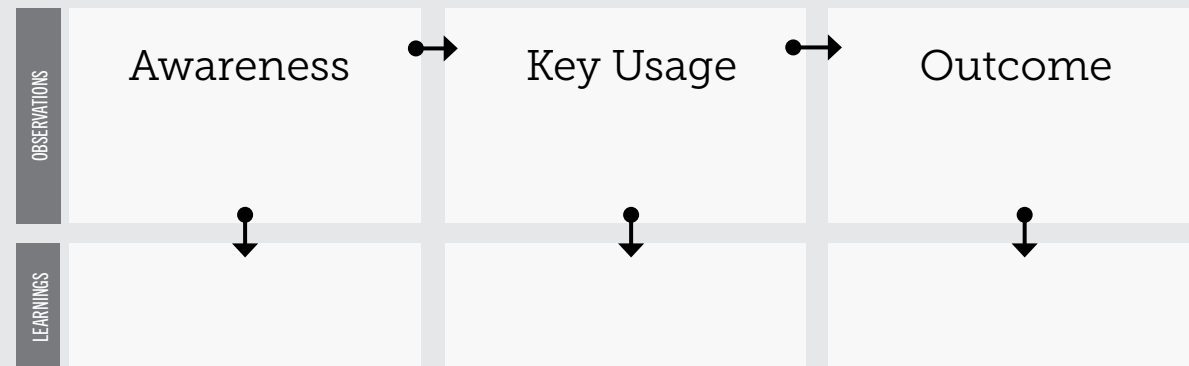 OBSERVATIONS
Awareness
Key Usage
Outcome
LEARNINGS